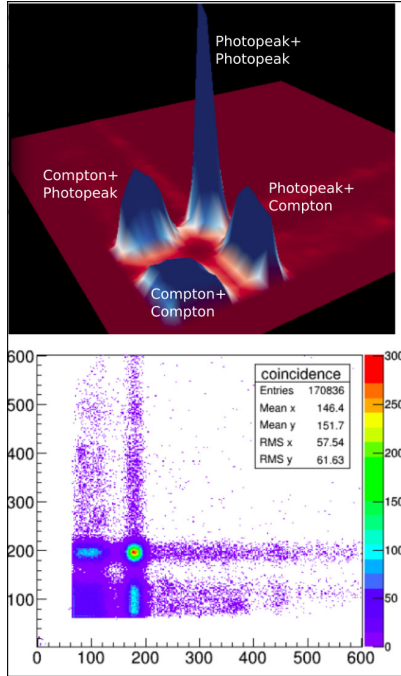 Photopeak+
Photopeak
Compton+
Photopeak
Photopeak+
Compton
Compton+
Compton
600
500
400
300
200
100
0 100 200 300 400 500 600
coincidence
Entries 170836
Mean x 146.4
Mean y 151.7
RMS x 57.54
RMS y 61.63
300
250
200
150
100
50
0